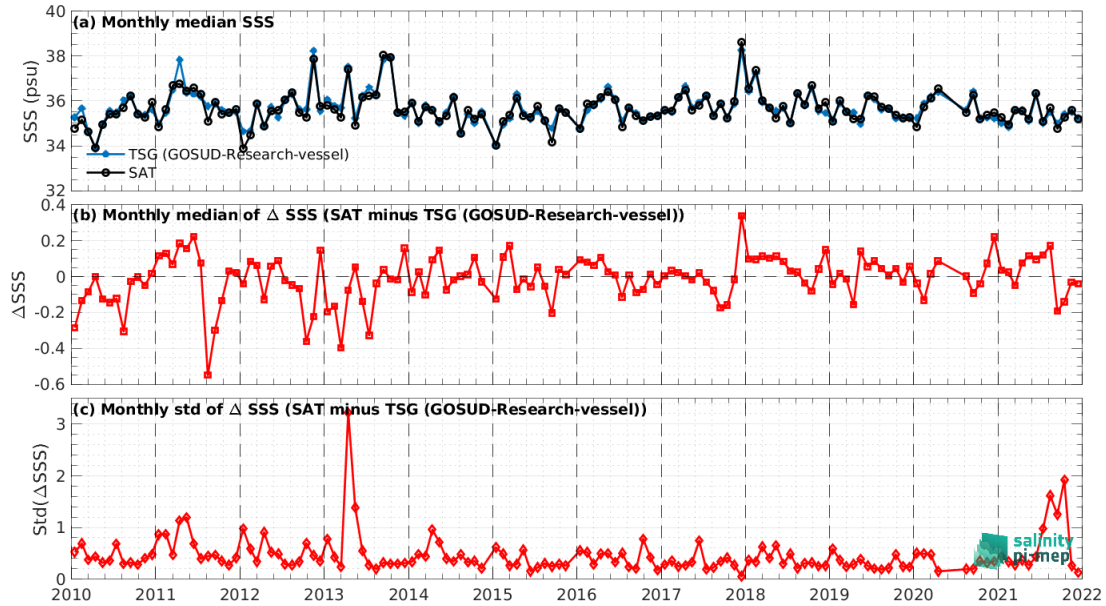 (a) Monthly median SSS
40
38
36
34
32
SSS (psu)
TSG (GOSUD-Research-vessel)
SAT
(b) Monthly median of Δ SSS (SAT minus TSG (GOSUD-Research-vessel))
0.4
0.2
0
-0.2
-0.4
-0.6
ΔSSS
(c) Monthly std of Δ SSS (SAT minus TSG (GOSUD-Research-vessel))
3
2
1
0
Std(ΔSSS)
salinity
pi-mep
2010 2011 2012 2013 2014 2015 2016 2017 2018 2019 2020 2021 2022